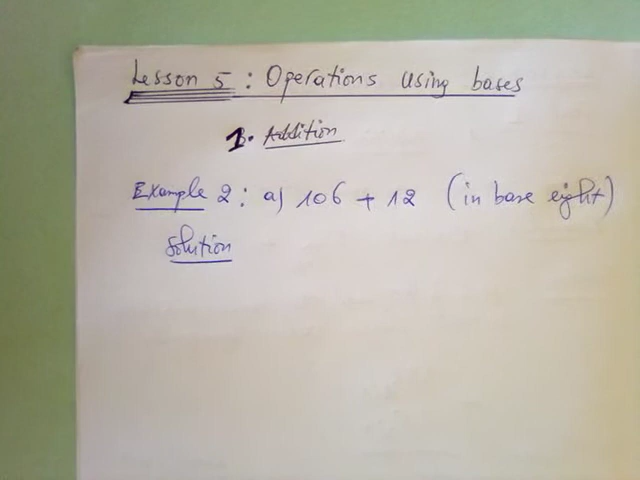 Lesson 5 : Operations using bases
1. Addition
Example 2 : a) 106 + 12 (in base eight)
Solution